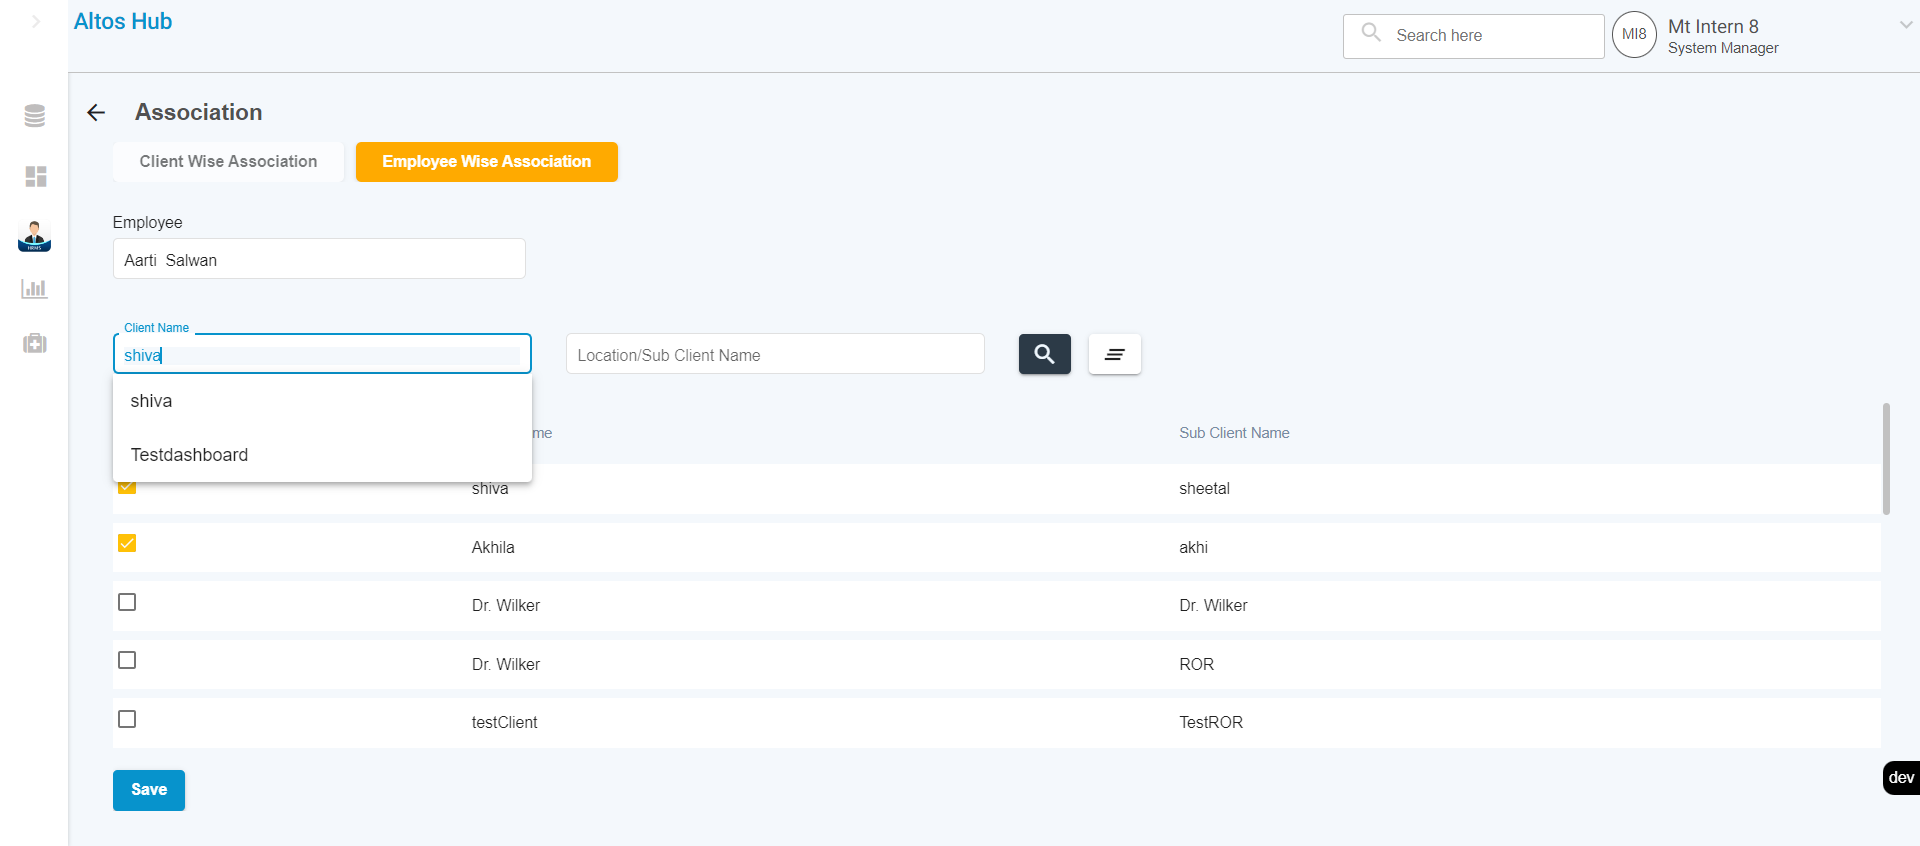 Altos Hub
Search here
MI8
Mt Intern 8
System Manager
Association
Client Wise Association
Employee Wise Association
HRMS
Employee
Aarti  Salwan
Client Name
shiva
Location/Sub Client Name
shiva
Testdashboard
me
Sub Client Name
shiva
sheetal
Akhila
akhi
Dr. Wilker
Dr. Wilker
Dr. Wilker
ROR
testClient
TestROR
Save
dev